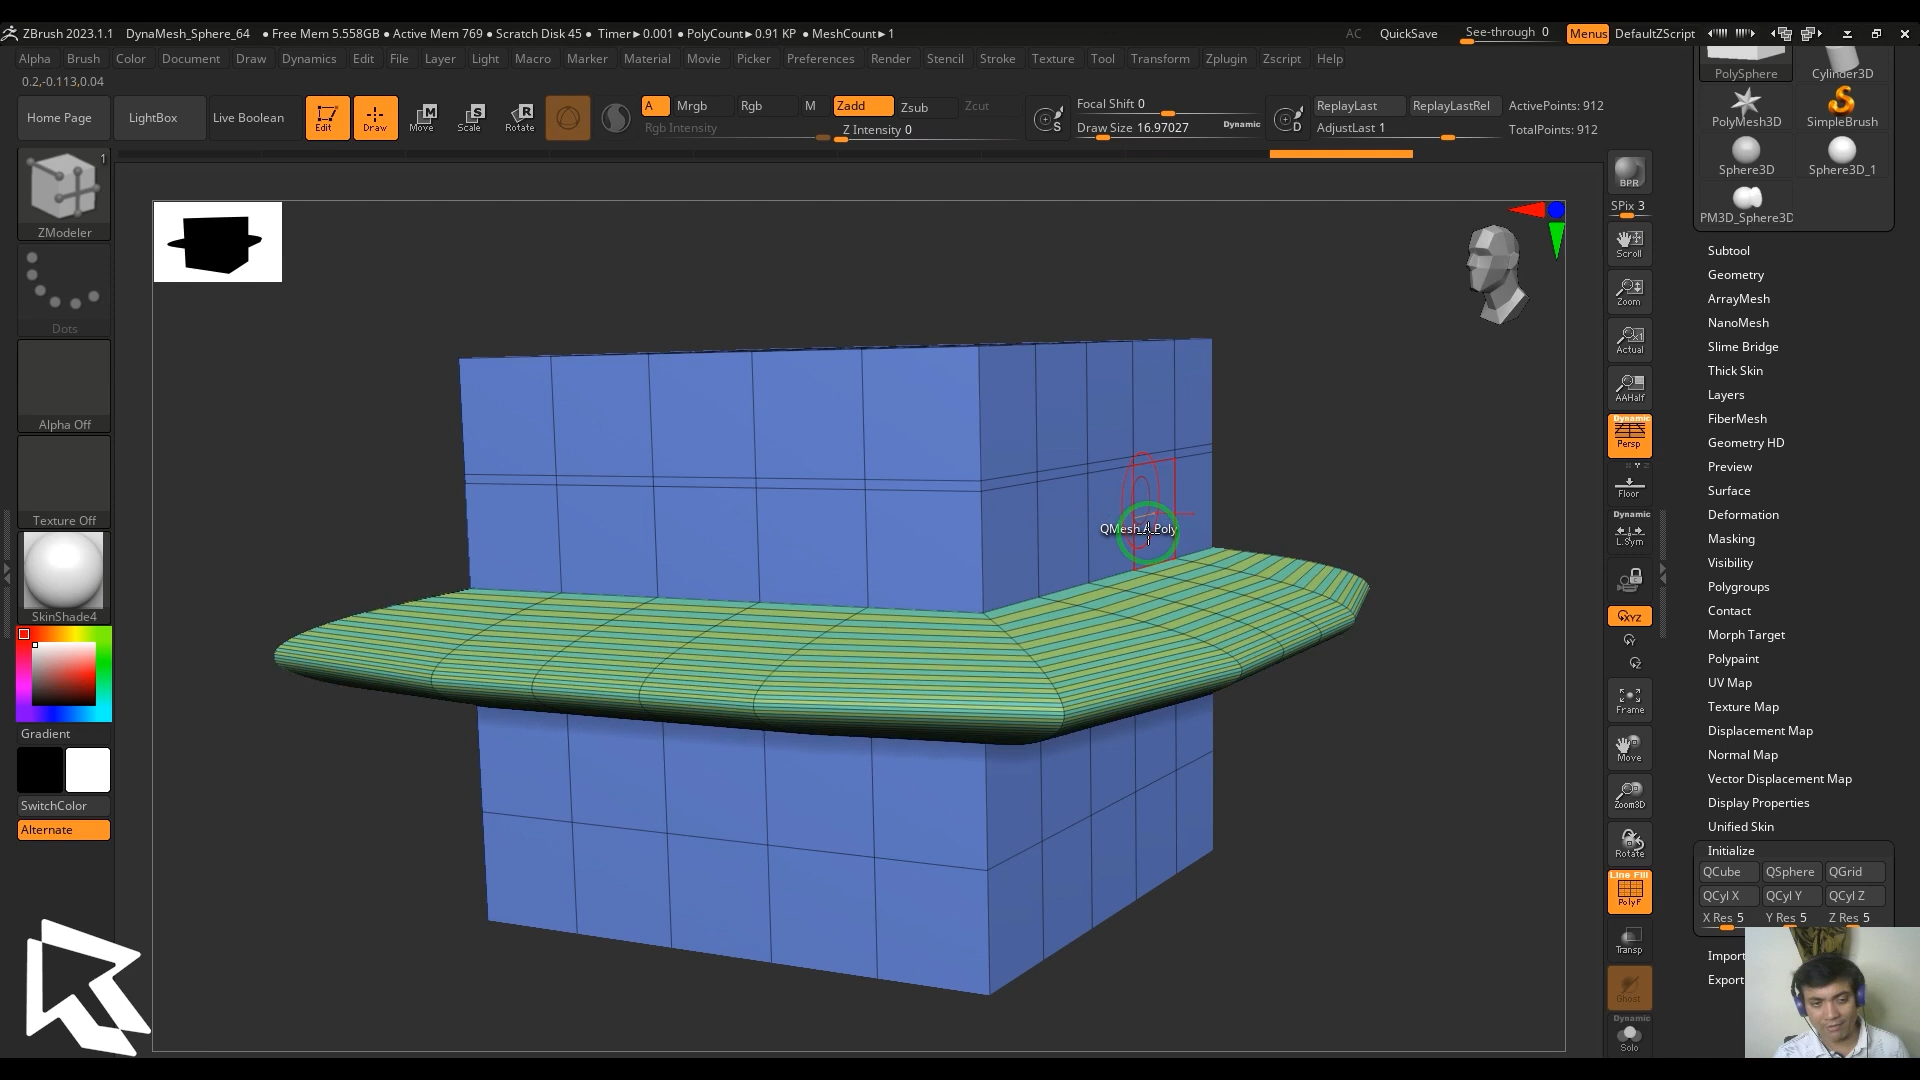 ZBrush 2023.1.1 DynaMesh_Sphere_64 ● Free Mem 5.558GB ● Active Mem 769 ● Scratch Disk 45 ● Timer►0.001 ● PolyCount►0.91 KP ● MeshCount►1 AC QuickSave See-through 0 Menus DefaultZScript
Alpha Brush Color Document Draw Dynamics Edit File Layer Light Macro Marker Material Movie Picker Preferences Render Stencil Stroke Texture Tool Transform Zplugin Zscript Help
0.2,-0.113,0.04
Home Page LightBox Live Boolean Edit Draw Move Scale Rotate
A Mrgb Rgb M Zadd Zsub Zcut
Rgb Intensity Z Intensity 0
S Focal Shift 0
Draw Size 16.97027 Dynamic
D ReplayLast ReplayLastRel ActivePoints: 912
AdjustLast 1 TotalPoints: 912
1
ZModeler
Dots
Alpha Off
Texture Off
SkinShade4
Gradient
SwitchColor
Alternate
QMesh A Poly
BPR
SPix 3
Scroll
Zoom
Actual
AAHalf
Dynamic
Persp
Floor
Dynamic
L.Sym
XYZ
Y
Z
Frame
Move
Zoom3D
Rotate
Line Fill
PolyF
Transp
Ghost
Dynamic
Solo
PolySphere Cylinder3D
PolyMesh3D SimpleBrush
Sphere3D Sphere3D_1
PM3D_Sphere3D
Subtool
Geometry
ArrayMesh
NanoMesh
Slime Bridge
Thick Skin
Layers
FiberMesh
Geometry HD
Preview
Surface
Deformation
Masking
Visibility
Polygroups
Contact
Morph Target
Polypaint
UV Map
Texture Map
Displacement Map
Normal Map
Vector Displacement Map
Display Properties
Unified Skin
Initialize
QCube QSphere QGrid
QCyl X QCyl Y QCyl Z
X Res 5 Y Res 5 Z Res 5
Import
Export